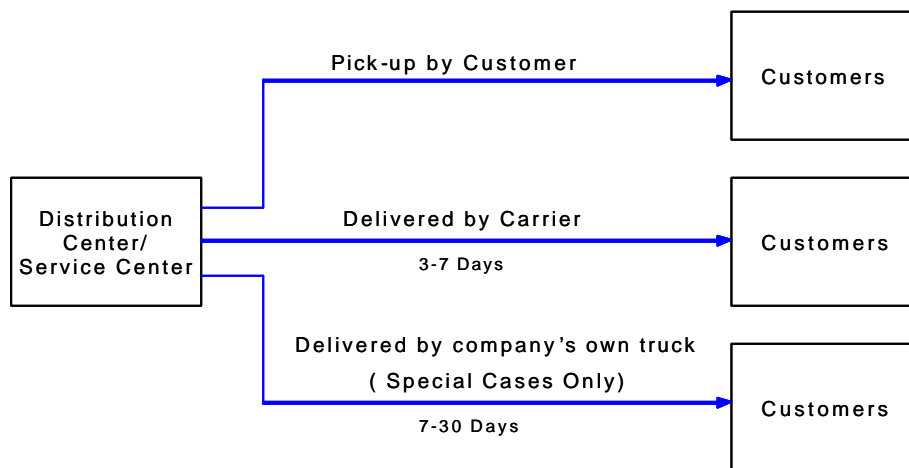 Pick-up by Customer
Customers
Distribution
Center/
Service Center
Delivered by Carrier
3-7 Days
Customers
Delivered by company’s own truck
( Special Cases Only)
7-30 Days
Customers